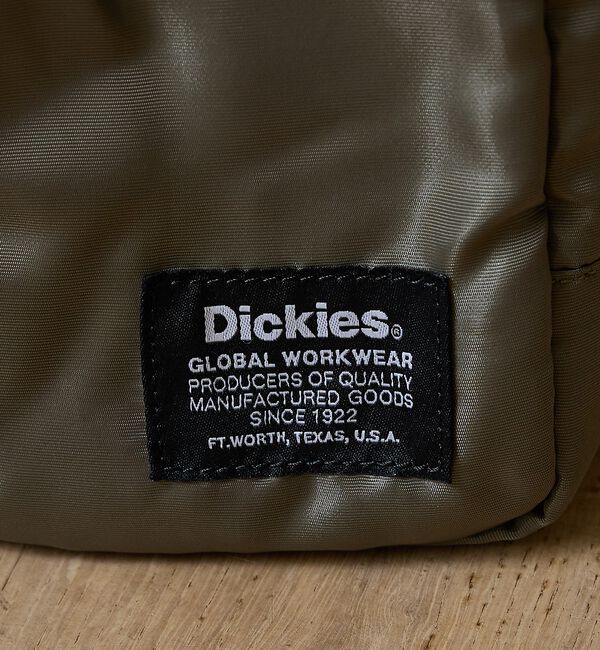 Dickies®
GLOBAL WORKWEAR
PRODUCERS OF QUALITY
MANUFACTURED GOODS
SINCE 1922
FT.WORTH, TEXAS, U.S.A.